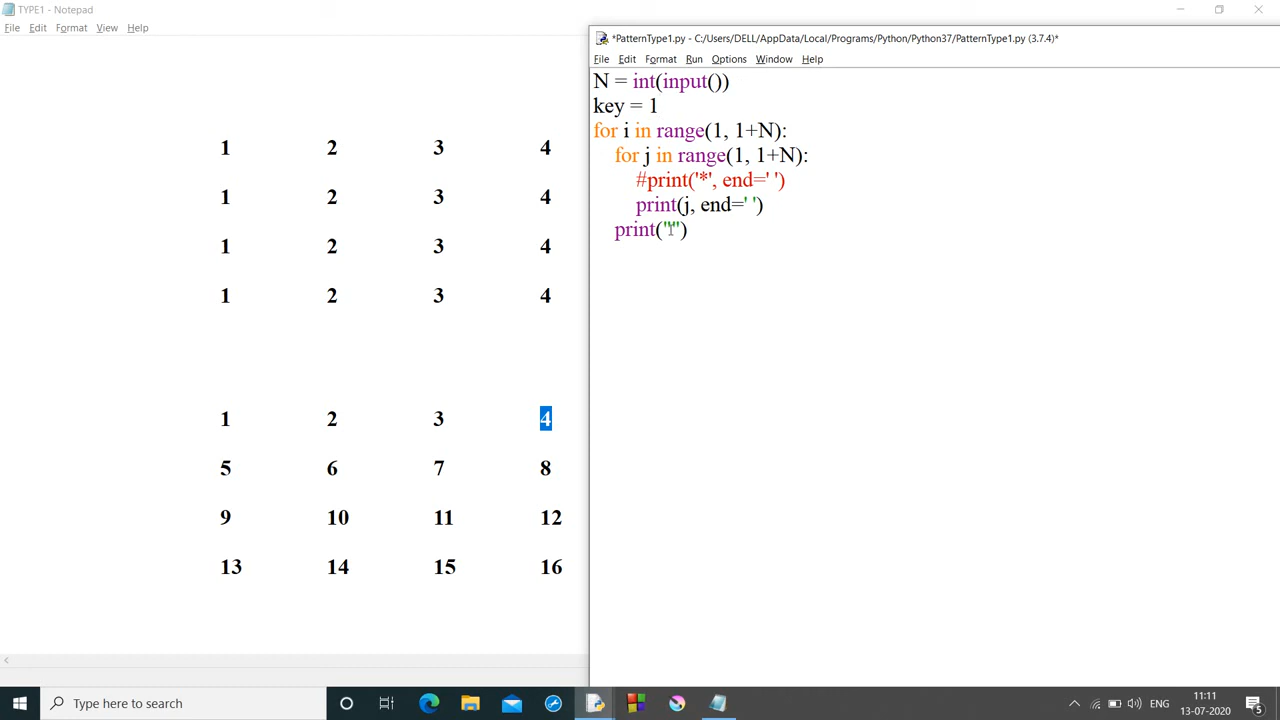 TYPE1 - Notepad
File Edit Format View Help
1 2 3 4
1 2 3 4
1 2 3 4
1 2 3 4
1 2 3 4
5 6 7 8
9 10 11 12
13 14 15 16
*PatternType1.py - C:/Users/DELL/AppData/Local/Programs/Python/Python37/PatternType1.py (3.7.4)*
File Edit Format Run Options Window Help
N = int(input())
key = 1
for i in range(1, 1+N):
for j in range(1, 1+N):
#print('*', end=' ')
print(j, end=' ')
print("")
Type here to search
ENG
11:11
13-07-2020
5